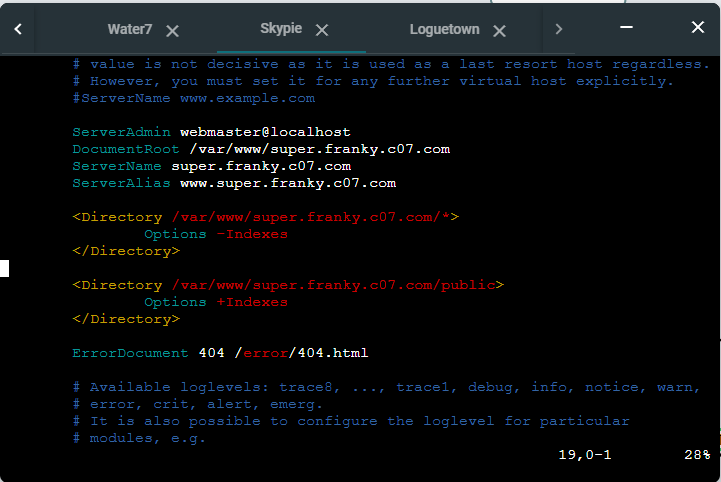 Water7
Skypie
Loguetown
# value is not decisive as it is used as a last resort host regardless.
# However, you must set it for any further virtual host explicitly.
#ServerName www.example.com
ServerAdmin webmaster@localhost
DocumentRoot /var/www/super.franky.c07.com
ServerName super.franky.c07.com
ServerAlias www.super.franky.c07.com
<Directory /var/www/super.franky.c07.com/*>
Options -Indexes
</Directory>
<Directory /var/www/super.franky.c07.com/public>
Options +Indexes
</Directory>
ErrorDocument 404 /error/404.html
# Available loglevels: trace8, ..., trace1, debug, info, notice, warn,
# error, crit, alert, emerg.
# It is also possible to configure the loglevel for particular
# modules, e.g.
19,0-1 28%